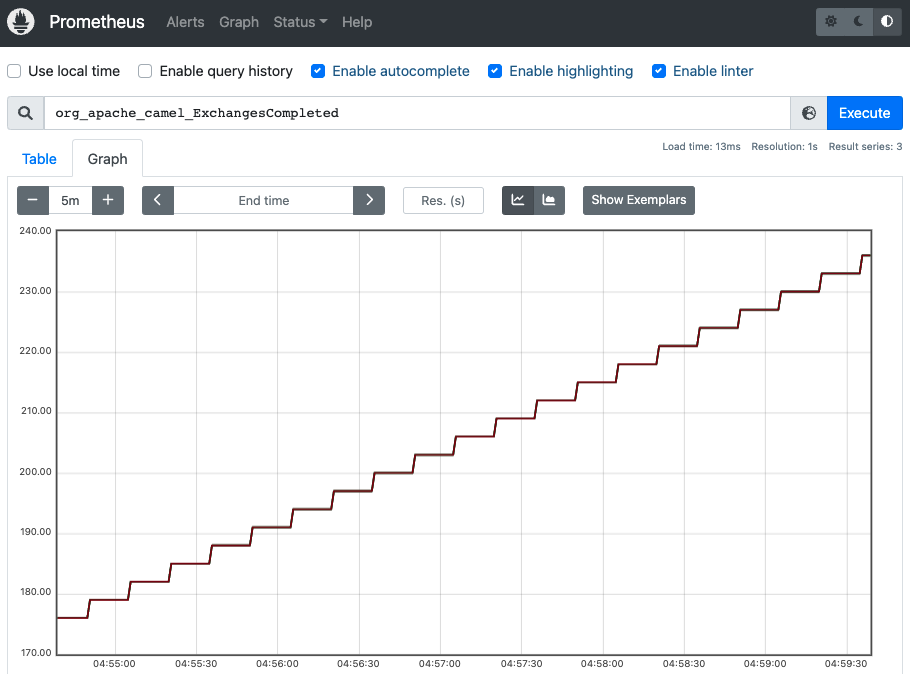 Prometheus Alerts Graph Status Help
Use local time Enable query history Enable autocomplete Enable highlighting Enable linter
org_apache_camel_ExchangesCompleted Execute
Load time: 13ms Resolution: 1s Result series: 3
Table Graph
− 5m + End time Res. (s) Show Exemplars
240.00
230.00
220.00
210.00
200.00
190.00
180.00
170.00
04:55:00 04:55:30 04:56:00 04:56:30 04:57:00 04:57:30 04:58:00 04:58:30 04:59:00 04:59:30